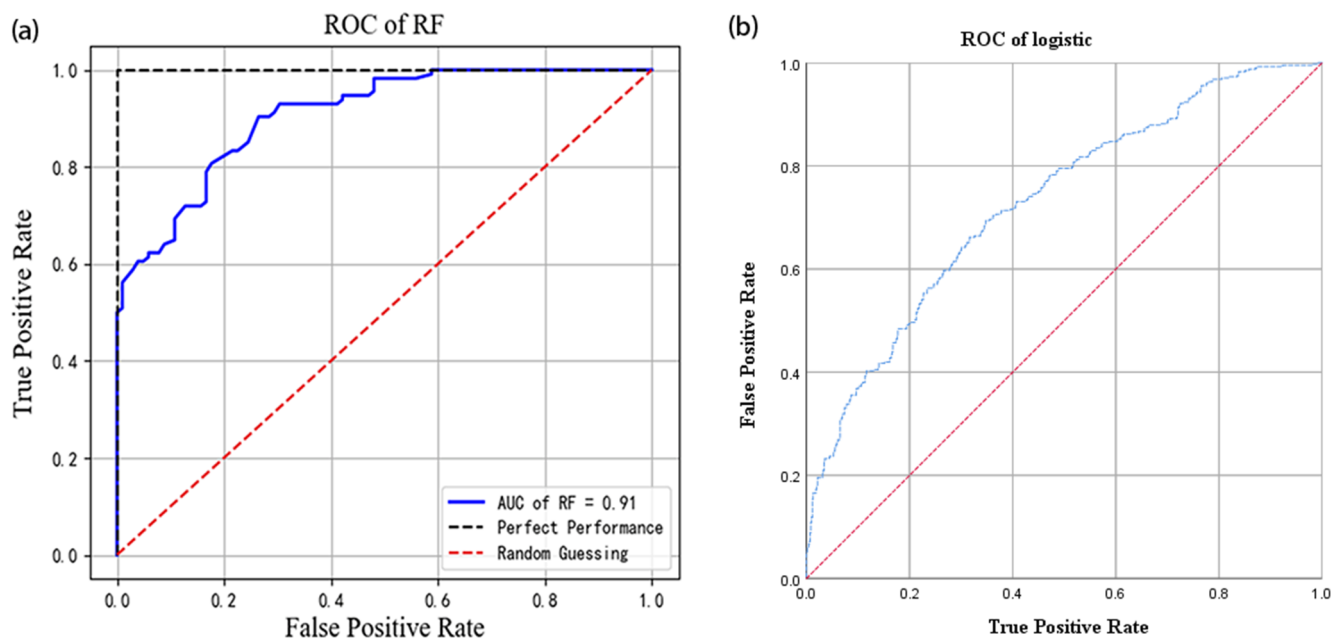 (a)
ROC of RF
True Positive Rate
1.0
0.8
0.6
0.4
0.2
0.0
AUC of RF = 0.91
Perfect Performance
Random Guessing
0.0 0.2 0.4 0.6 0.8 1.0
False Positive Rate
(b)
ROC of logistic
False Positive Rate
1.0
0.8
0.6
0.4
0.2
0.0
0.0 0.2 0.4 0.6 0.8 1.0
True Positive Rate